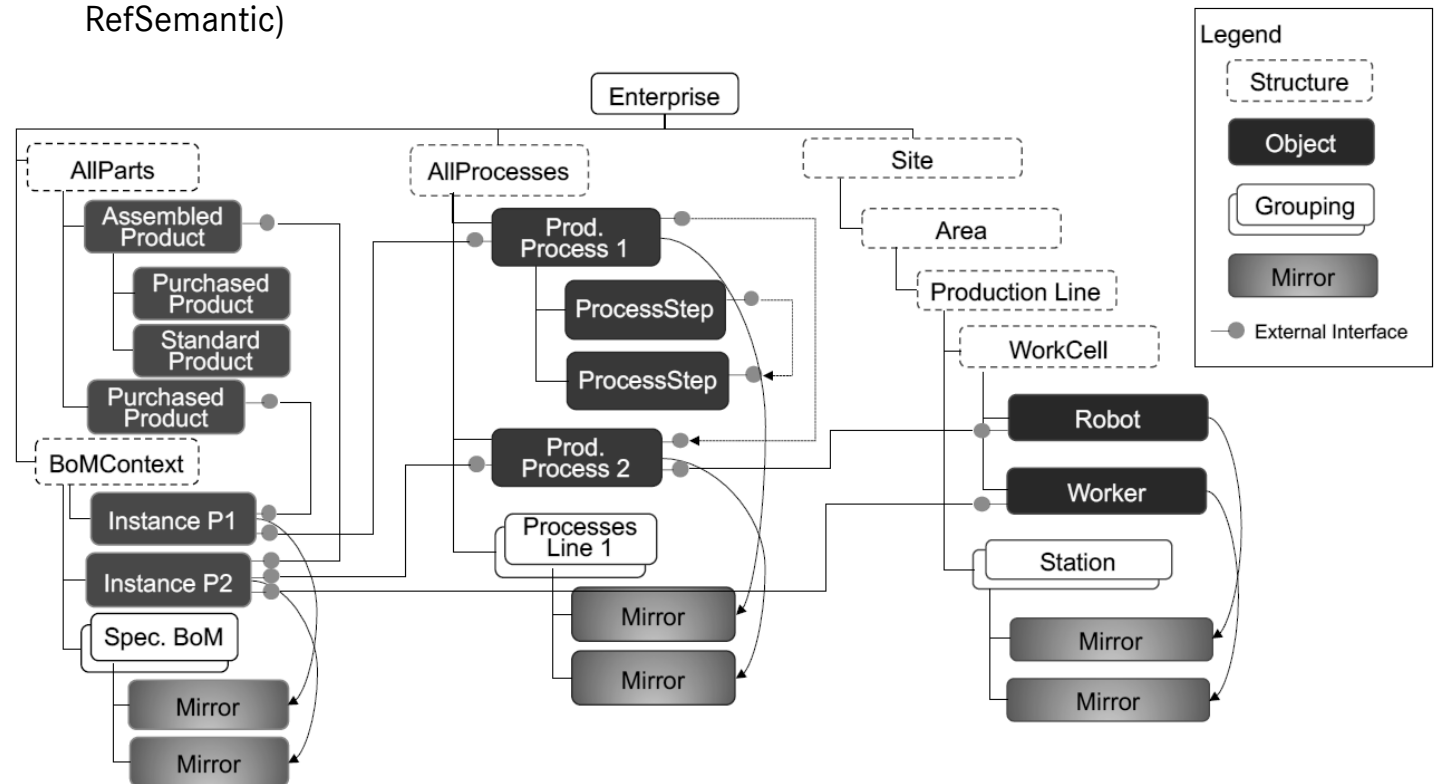 RefSemantic)
Legend
Structure
Object
Grouping
Mirror
External Interface
Enterprise
AllParts
Assembled
Product
Purchased
Product
Standard
Product
Purchased
Product
BoMContext
Instance P1
Instance P2
Spec. BoM
Mirror
Mirror
AllProcesses
Prod.
Process 1
ProcessStep
ProcessStep
Prod.
Process 2
Processes
Line 1
Mirror
Mirror
Site
Area
Production Line
WorkCell
Robot
Worker
Station
Mirror
Mirror